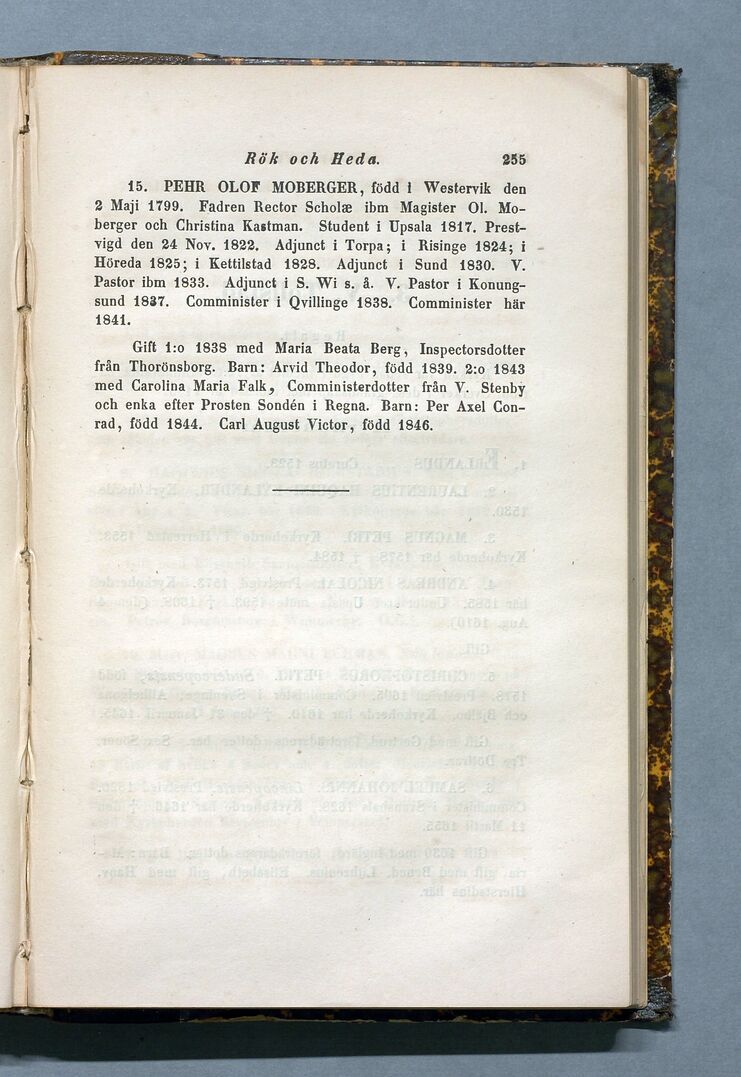 Rök och Heda. 255
15. PEHR OLOF MOBERGER, född i Westervik den
2 Maji 1799. Fadren Rector Scholæ ibm Magister Ol. Mo-
berger och Christina Kastman. Student i Upsala 1817. Prest-
vigd den 24 Nov. 1822. Adjunct i Torpa; i Risinge 1824; i
Höreda 1825; i Kettilstad 1828. Adjunct i Sund 1830. V.
Pastor ibm 1833. Adjunct i S. Wi s. å. V. Pastor i Konung-
sund 1837. Comminister i Qvillinge 1838. Comminister här
1841.
Gift 1:o 1838 med Maria Beata Berg, Inspectorsdotter
från Thorönsborg. Barn: Arvid Theodor, född 1839. 2:o 1843
med Carolina Maria Falk, Comministerdotter från V. Stenby
och enka efter Prosten Sondén i Regna. Barn: Per Axel Con-
rad, född 1844. Carl August Victor, född 1846.